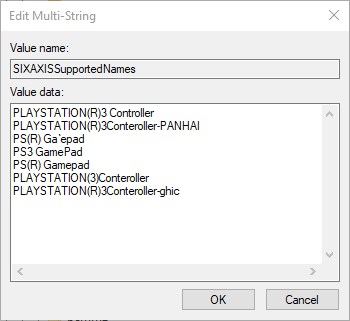 Edit Multi-String
Value name:
SIXAXISSupportedNames
Value data:
PLAYSTATION(R)3 Controller
PLAYSTATION(R)3Conteroller-PANHAI
PS(R) Ga`epad
PS3 GamePad
PS(R) Gamepad
PLAYSTATION(3)Conteroller
PLAYSTATION(R)3Conteroller-ghic
OK
Cancel